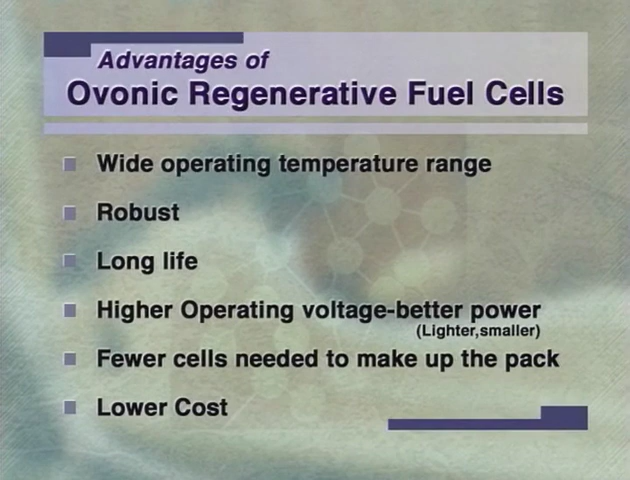 Advantages of
Ovonic Regenerative Fuel Cells
Wide operating temperature range
Robust
Long life
Higher Operating voltage-better power
(Lighter,smaller)
Fewer cells needed to make up the pack
Lower Cost